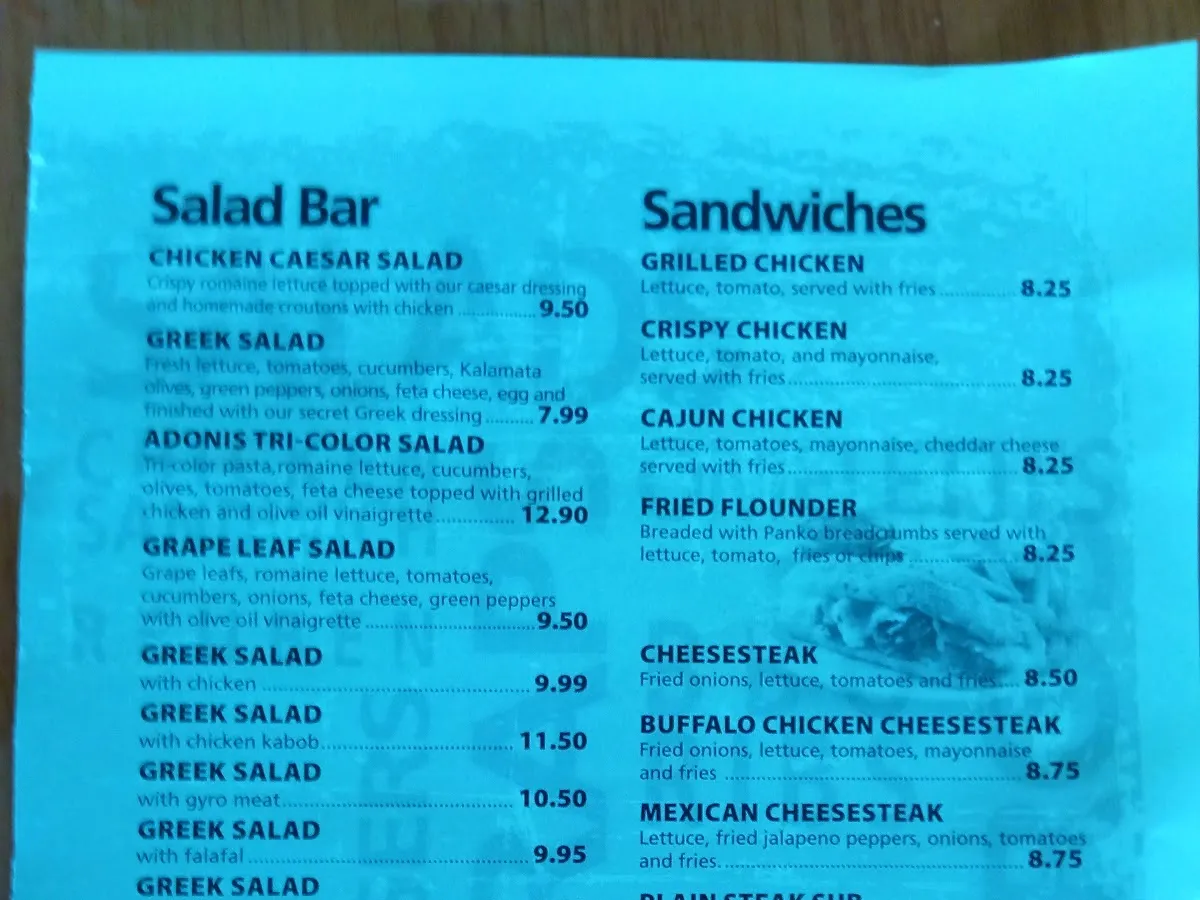 Salad Bar
CHICKEN CAESAR SALAD
Crispy romaine lettuce topped with our caesar dressing
and homemade croutons with chicken ................ 9.50
GREEK SALAD
Fresh lettuce, tomatoes, cucumbers, Kalamata
olives, green peppers, onions, feta cheese, egg and
finished with our secret Greek dressing .......... 7.99
ADONIS TRI-COLOR SALAD
Tri-color pasta,romaine lettuce, cucumbers,
olives, tomatoes, feta cheese topped with grilled
chicken and olive oil vinaigrette ................ 12.90
GRAPE LEAF SALAD
Grape leafs, romaine lettuce, tomatoes,
cucumbers, onions, feta cheese, green peppers
with olive oil vinaigrette ................................... 9.50
GREEK SALAD
with chicken ....................................................... 9.99
GREEK SALAD
with chicken kabob....................................... 11.50
GREEK SALAD
with gyro meat............................................... 10.50
GREEK SALAD
with falafal .......................................................... 9.95
GREEK SALAD
Sandwiches
GRILLED CHICKEN
Lettuce, tomato, served with fries ................ 8.25
CRISPY CHICKEN
Lettuce, tomato, and mayonnaise,
served with fries .............................................. 8.25
CAJUN CHICKEN
Lettuce, tomatoes, mayonnaise, cheddar cheese
served with fries .............................................. 8.25
FRIED FLOUNDER
Breaded with Panko breadcrumbs served with
lettuce, tomato, fries or chips ...................... 8.25
CHEESESTEAK
Fried onions, lettuce, tomatoes and fries.... 8.50
BUFFALO CHICKEN CHEESESTEAK
Fried onions, lettuce, tomatoes, mayonnaise
and fries ............................................................ 8.75
MEXICAN CHEESESTEAK
Lettuce, fried jalapeno peppers, onions, tomatoes
and fries.............................................................. 8.75
PLAIN STEAK SUB